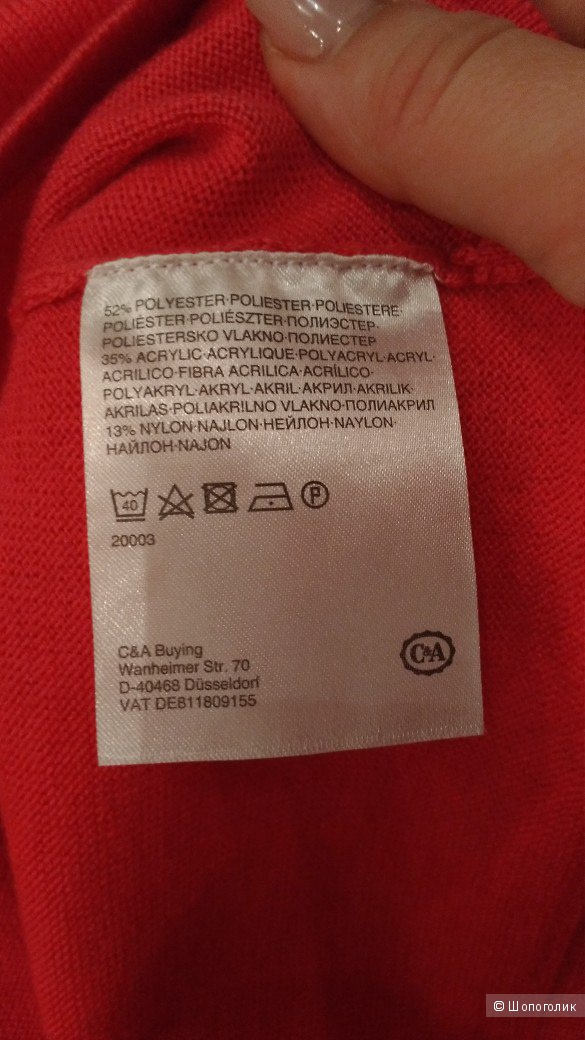 52% POLYESTER·POLIESTER·POLIESTERE·
POLIÉSTER·POLIÉSZTER·ПОЛИЭСТЕР·
POLIESTERSKO VLAKNO·ПОЛИЕСТЕР
35% ACRYLIC·ACRYLIQUE·POLYACRYL·ACRYL·
ACRILICO·FIBRA ACRILICA·ACRÍLICO·
POLYAKRYL·AKRYL·AKRIL·АКРИЛ·AKRILIK·
AKRILAS·POLIAKRILNO VLAKNO·ПОЛИАКРИЛ
13% NYLON·NAJLON·НЕЙЛОН·NAYLON·
НАЙЛОН·NAJON
40 P
20003
C&A Buying
Wanheimer Str. 70
D-40468 Düsseldorf
VAT DE811809155
C&A
© Шопоголик